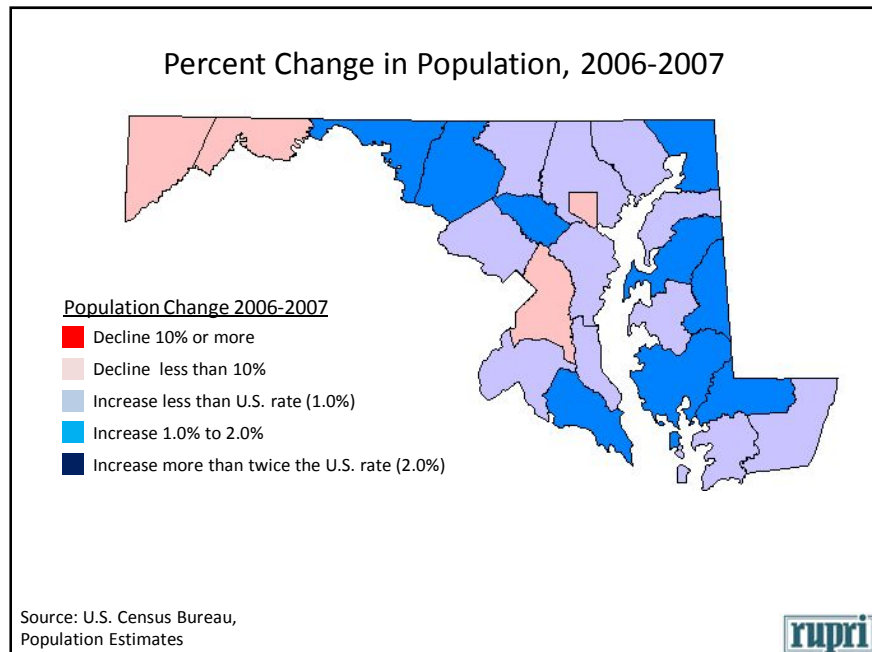 Percent Change in Population, 2006-2007
Population Change 2006-2007
Decline 10% or more
Decline less than 10%
Increase less than U.S. rate (1.0%)
Increase 1.0% to 2.0%
Increase more than twice the U.S. rate (2.0%)
Source: U.S. Census Bureau,
Population Estimates
rupri